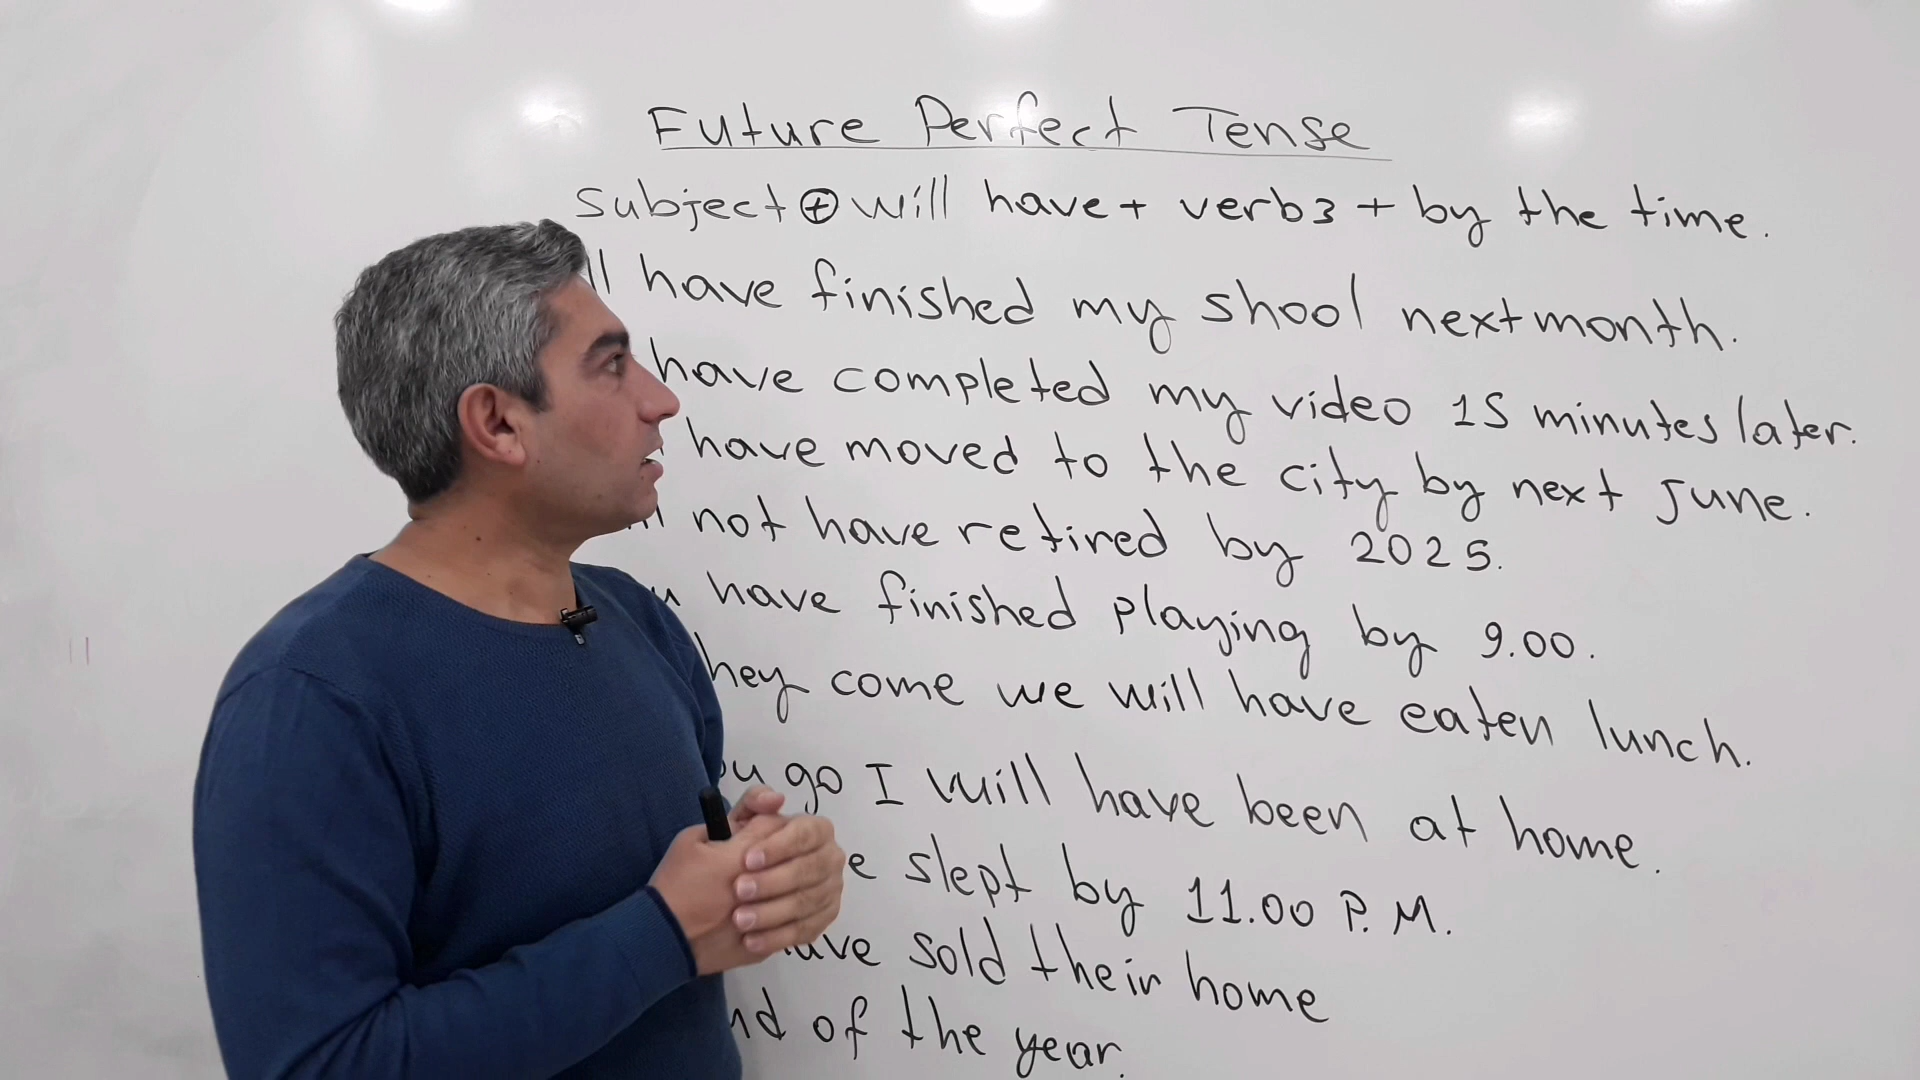 Future Perfect Tense
Subject + will have + verb3 + by the time.
have finished my shool next month.
have completed my video 15 minutes later.
have moved to the city by next June.
not have retired by 2025.
have finished playing by 9.00.
come we will have eaten lunch.
go I will have been at home.
slept by 11.00 P.M.
sold their home
of the year.